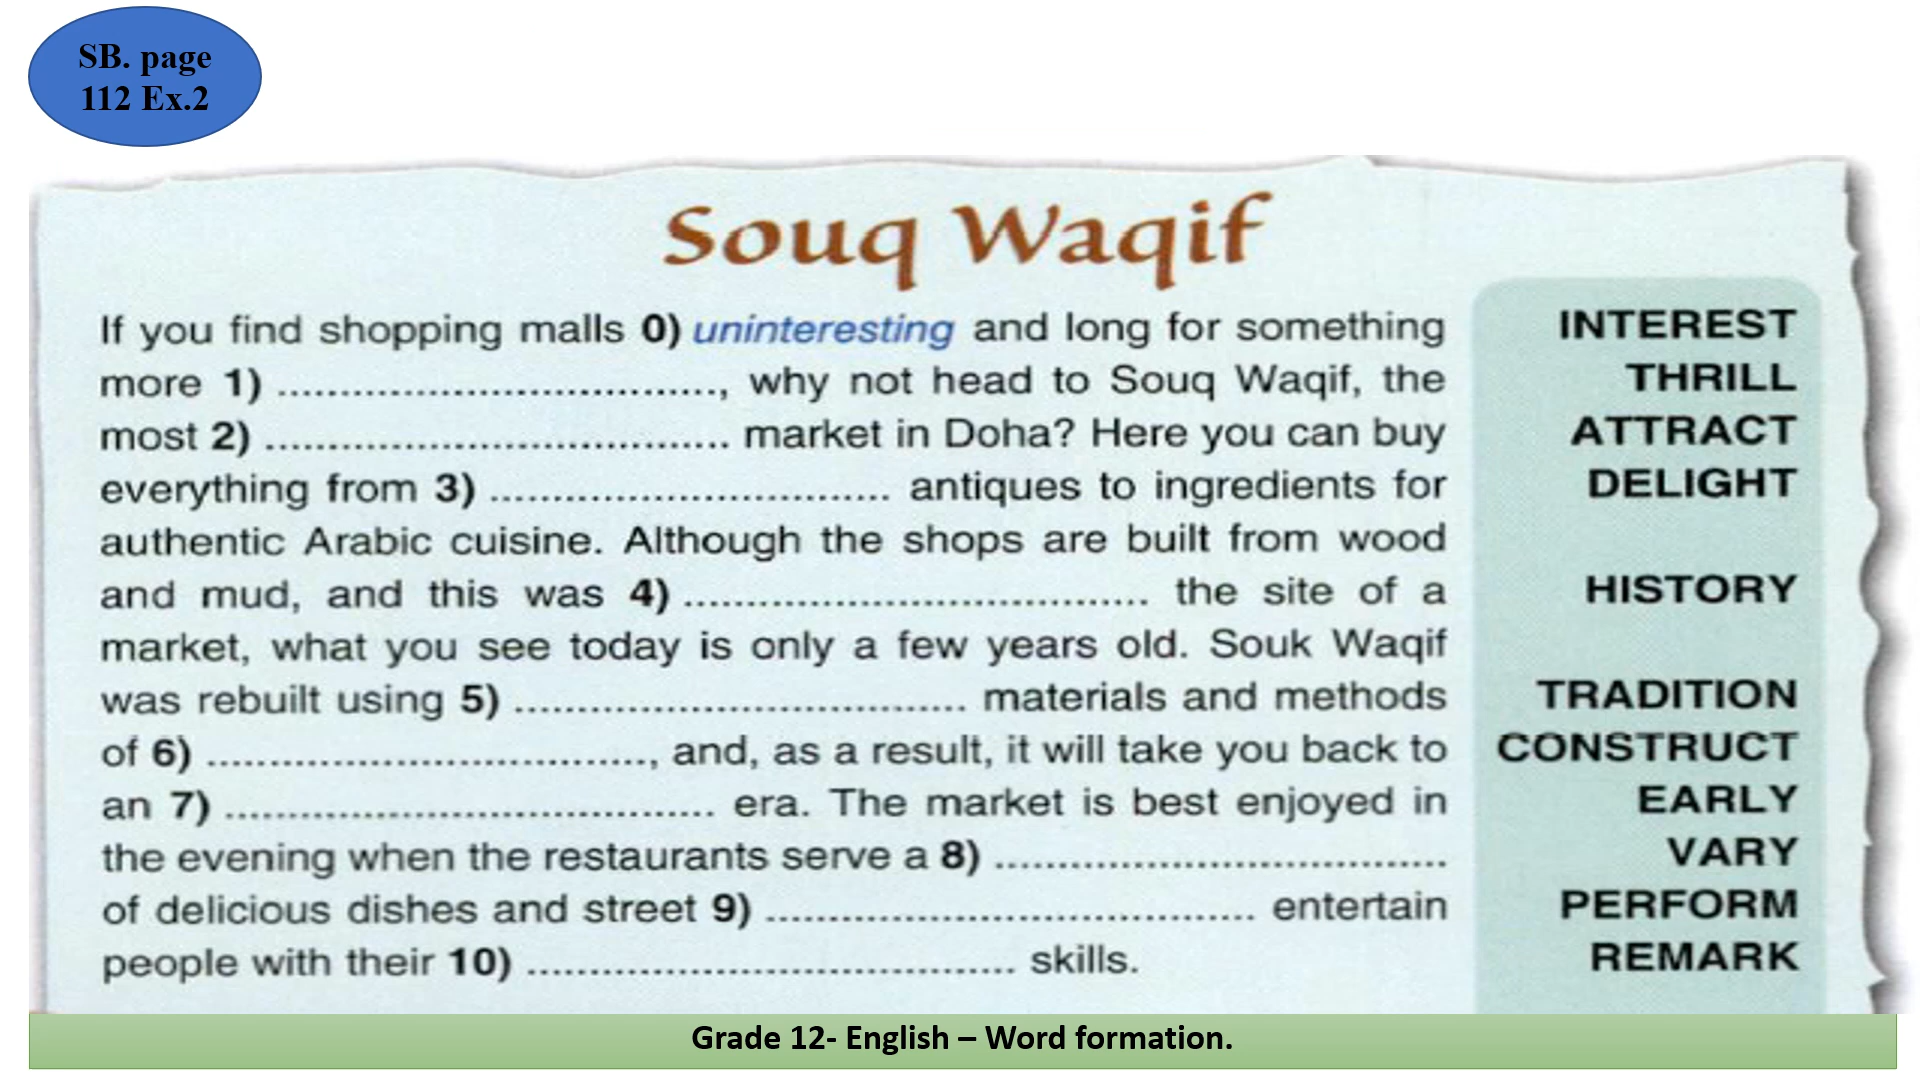 SB. page
112 Ex.2
Souq Waqif
If you find shopping malls 0) uninteresting and long for something INTEREST
more 1) ..................................., why not head to Souq Waqif, the THRILL
most 2) ..................................... market in Doha? Here you can buy ATTRACT
everything from 3) ................................ antiques to ingredients for DELIGHT
authentic Arabic cuisine. Although the shops are built from wood
and mud, and this was 4) ..................................... the site of a HISTORY
market, what you see today is only a few years old. Souk Waqif
was rebuilt using 5) .................................... materials and methods TRADITION
of 6) ..................................., and, as a result, it will take you back to CONSTRUCT
an 7) ....................................... era. The market is best enjoyed in EARLY
the evening when the restaurants serve a 8) .................................... VARY
of delicious dishes and street 9) ....................................... entertain PERFORM
people with their 10) ....................................... skills. REMARK
Grade 12- English – Word formation.